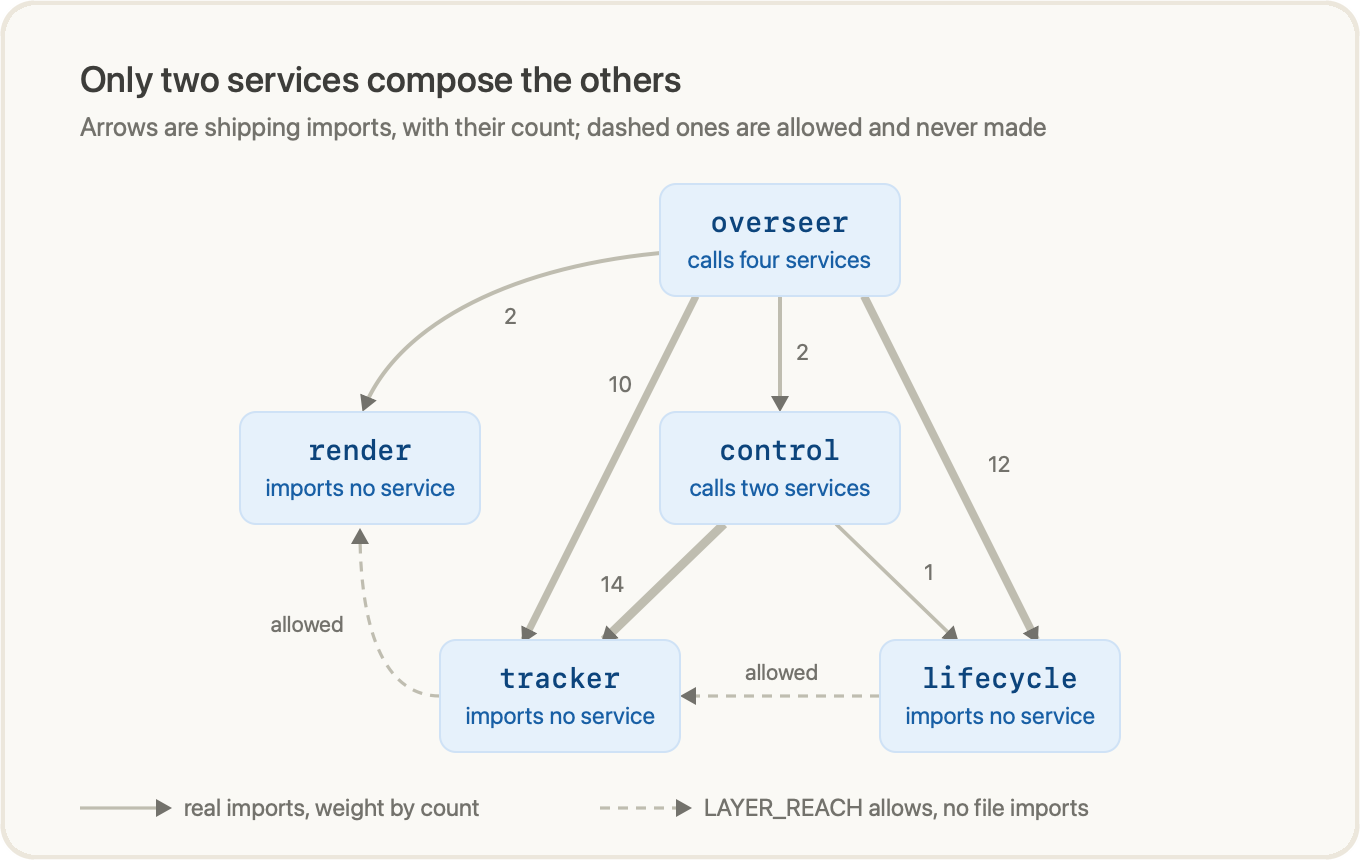 Only two services compose the others
Arrows are shipping imports, with their count; dashed ones are allowed and never made
overseer
calls four services
2
2
10
render
imports no service
control
calls two services
12
14
1
allowed
allowed
tracker
imports no service
lifecycle
imports no service
real imports, weight by count
LAYER_REACH allows, no file imports